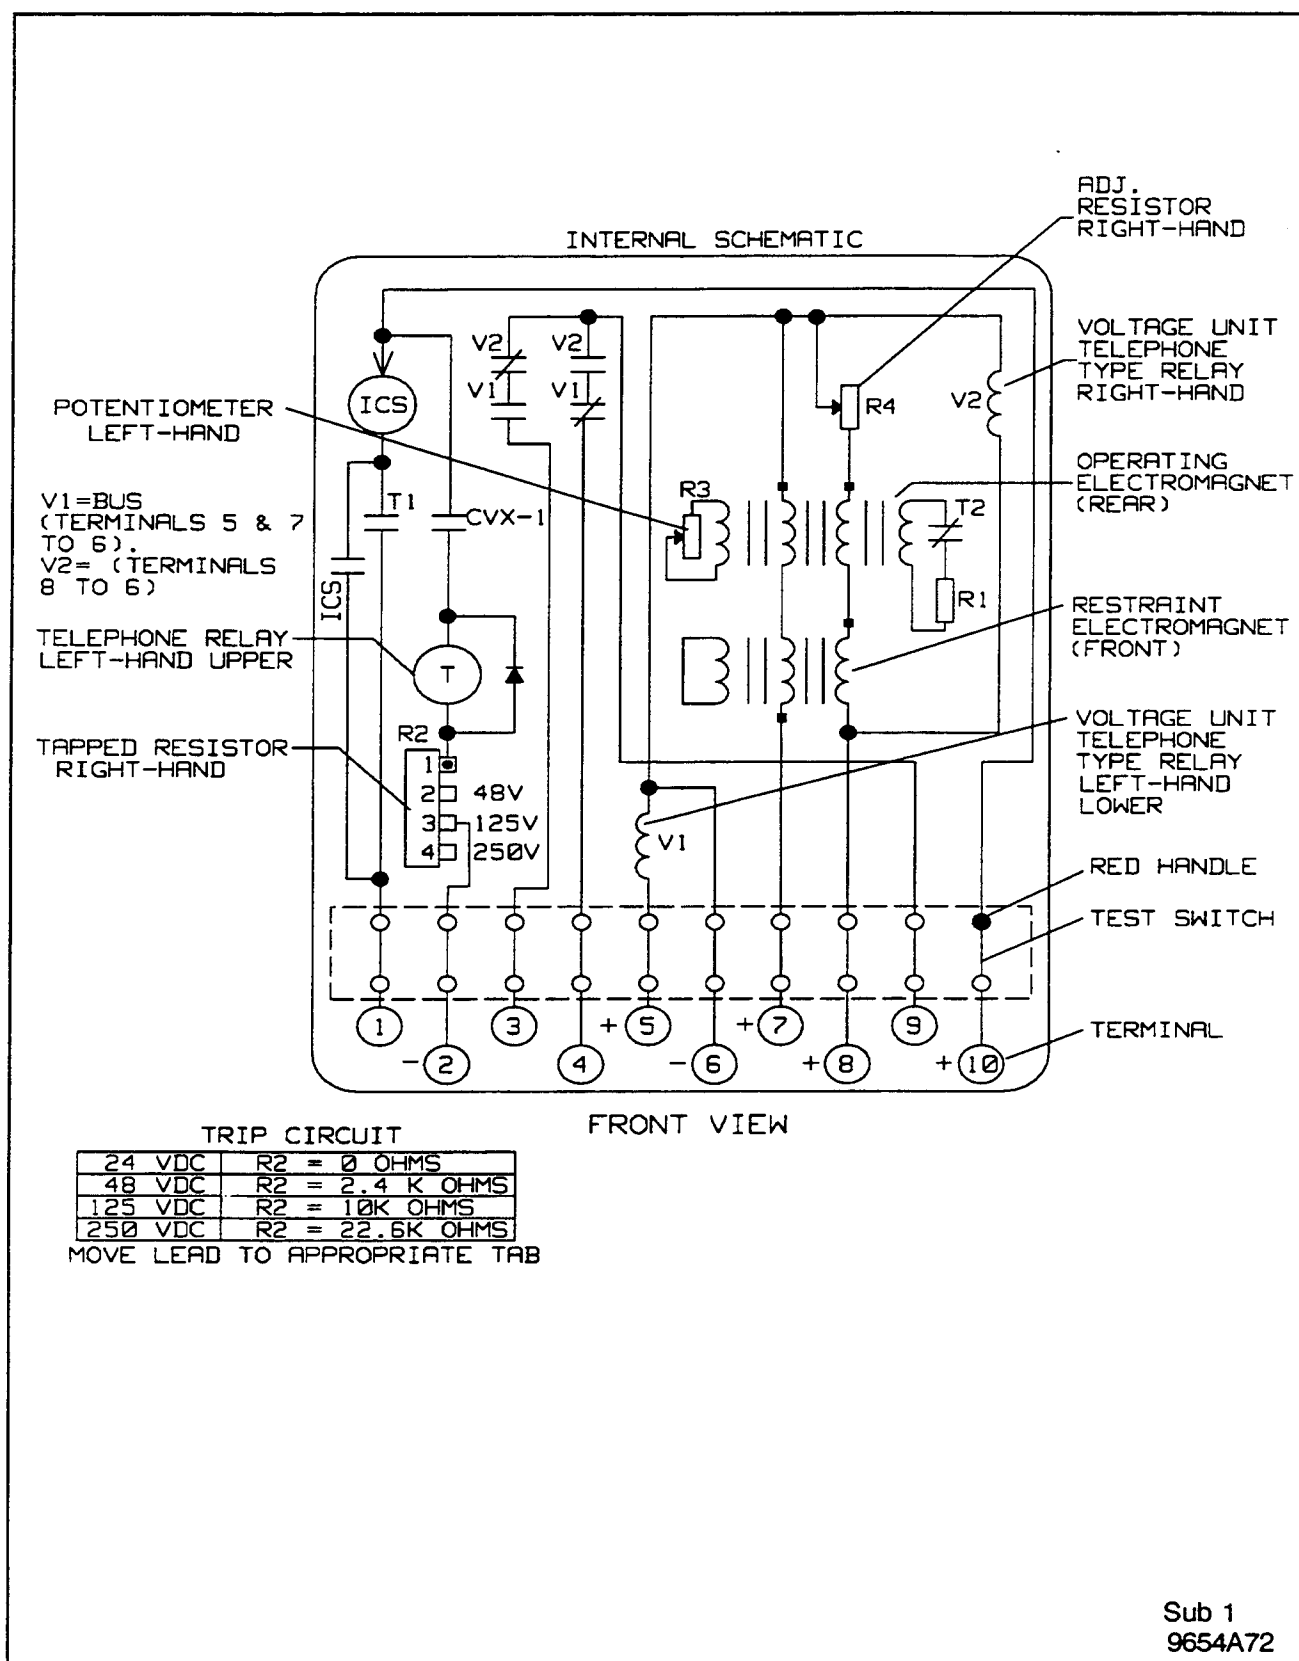 ADJ.
RESISTOR
RIGHT-HAND
INTERNAL SCHEMATIC
VOLTAGE UNIT
TELEPHONE
TYPE RELAY
RIGHT-HAND
V2
V2
V1
V1
ICS
R4
V2
POTENTIOMETER
LEFT-HAND
OPERATING
ELECTROMAGNET
(REAR)
R3
T2
V1=BUS
(TERMINALS 5 & 7
TO 6).
V2= (TERMINALS
8 TO 6)
T1
CVX-1
ICS
R1
RESTRAINT
ELECTROMAGNET
(FRONT)
TELEPHONE RELAY
LEFT-HAND UPPER
T
VOLTAGE UNIT
TELEPHONE
TYPE RELAY
LEFT-HAND
LOWER
TAPPED RESISTOR
RIGHT-HAND
R2
1
2 48V
3 125V
4 250V
V1
RED HANDLE
TEST SWITCH
1
3
+ 5
+ 7
9
TERMINAL
- 2
4
- 6
+ 8
+ 10
FRONT VIEW
TRIP CIRCUIT
24 VDC R2 = 0 OHMS
48 VDC R2 = 2.4 K OHMS
125 VDC R2 = 10K OHMS
250 VDC R2 = 22.6K OHMS
MOVE LEAD TO APPROPRIATE TAB
Sub 1
9654A72